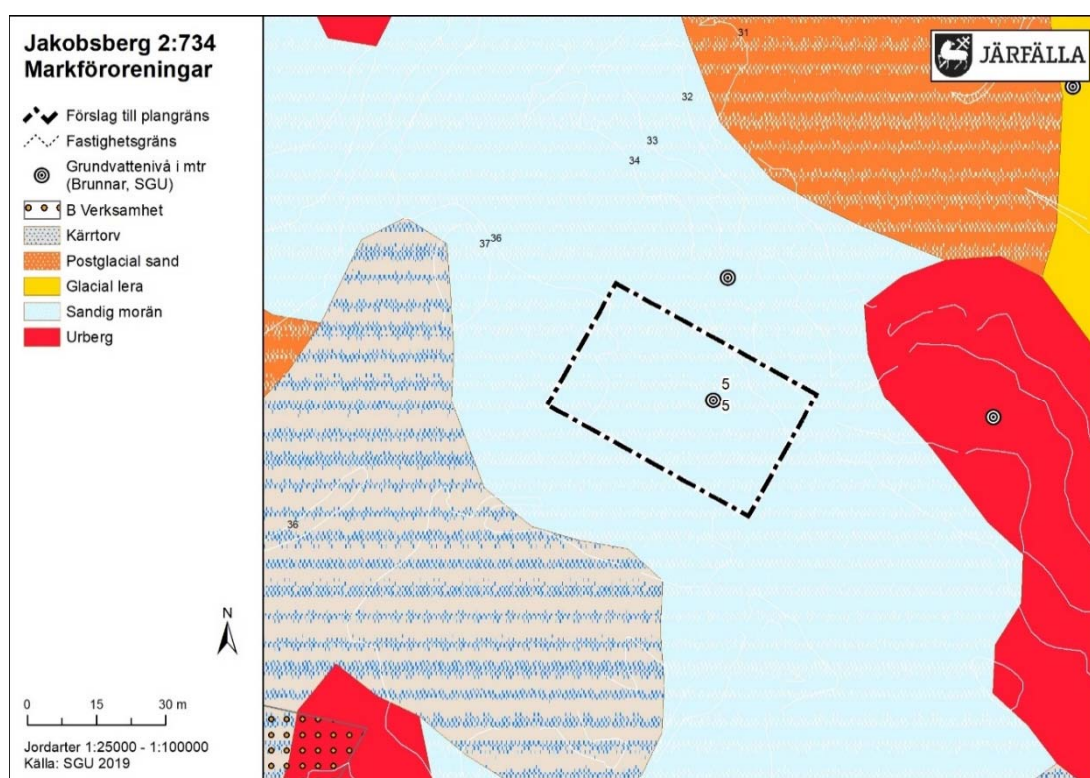 Jakobsberg 2:734
Markföroreningar
Förslag till plangräns
Fastighetsgräns
Grundvattenivå i mtr
(Brunnar, SGU)
B Verksamhet
Kärrtorv
Postglacial sand
Glacial lera
Sandig morän
Urberg
N
0 15 30 m
Jordarter 1:25000 - 1:100000
Källa: SGU 2019
JÄRFÄLLA
31
32
33
34
36
37
5
5
36